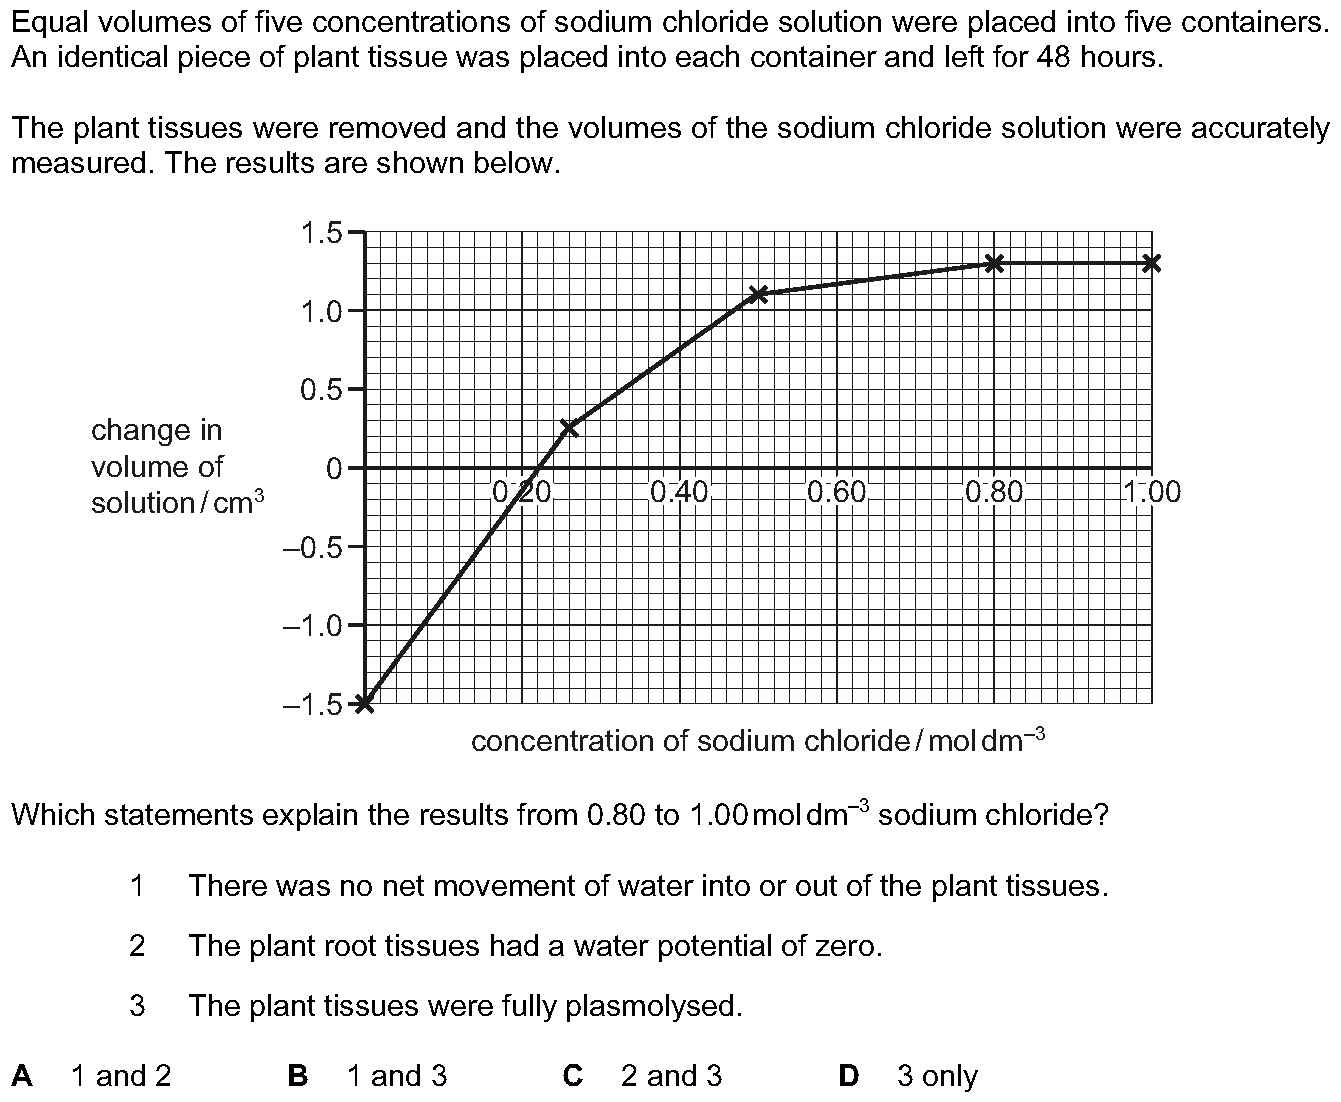 Equal volumes of five concentrations of sodium chloride solution were placed into five containers.
An identical piece of plant tissue was placed into each container and left for 48 hours.
The plant tissues were removed and the volumes of the sodium chloride solution were accurately
measured. The results are shown below.
1.5
1.0
0.5
change in
volume of
solution / cm³
0
0.20 0.40 0.60 0.80 1.00
–0.5
–1.0
–1.5
concentration of sodium chloride / mol dm⁻³
Which statements explain the results from 0.80 to 1.00 mol dm⁻³ sodium chloride?
1 There was no net movement of water into or out of the plant tissues.
2 The plant root tissues had a water potential of zero.
3 The plant tissues were fully plasmolysed.
A 1 and 2 B 1 and 3 C 2 and 3 D 3 only